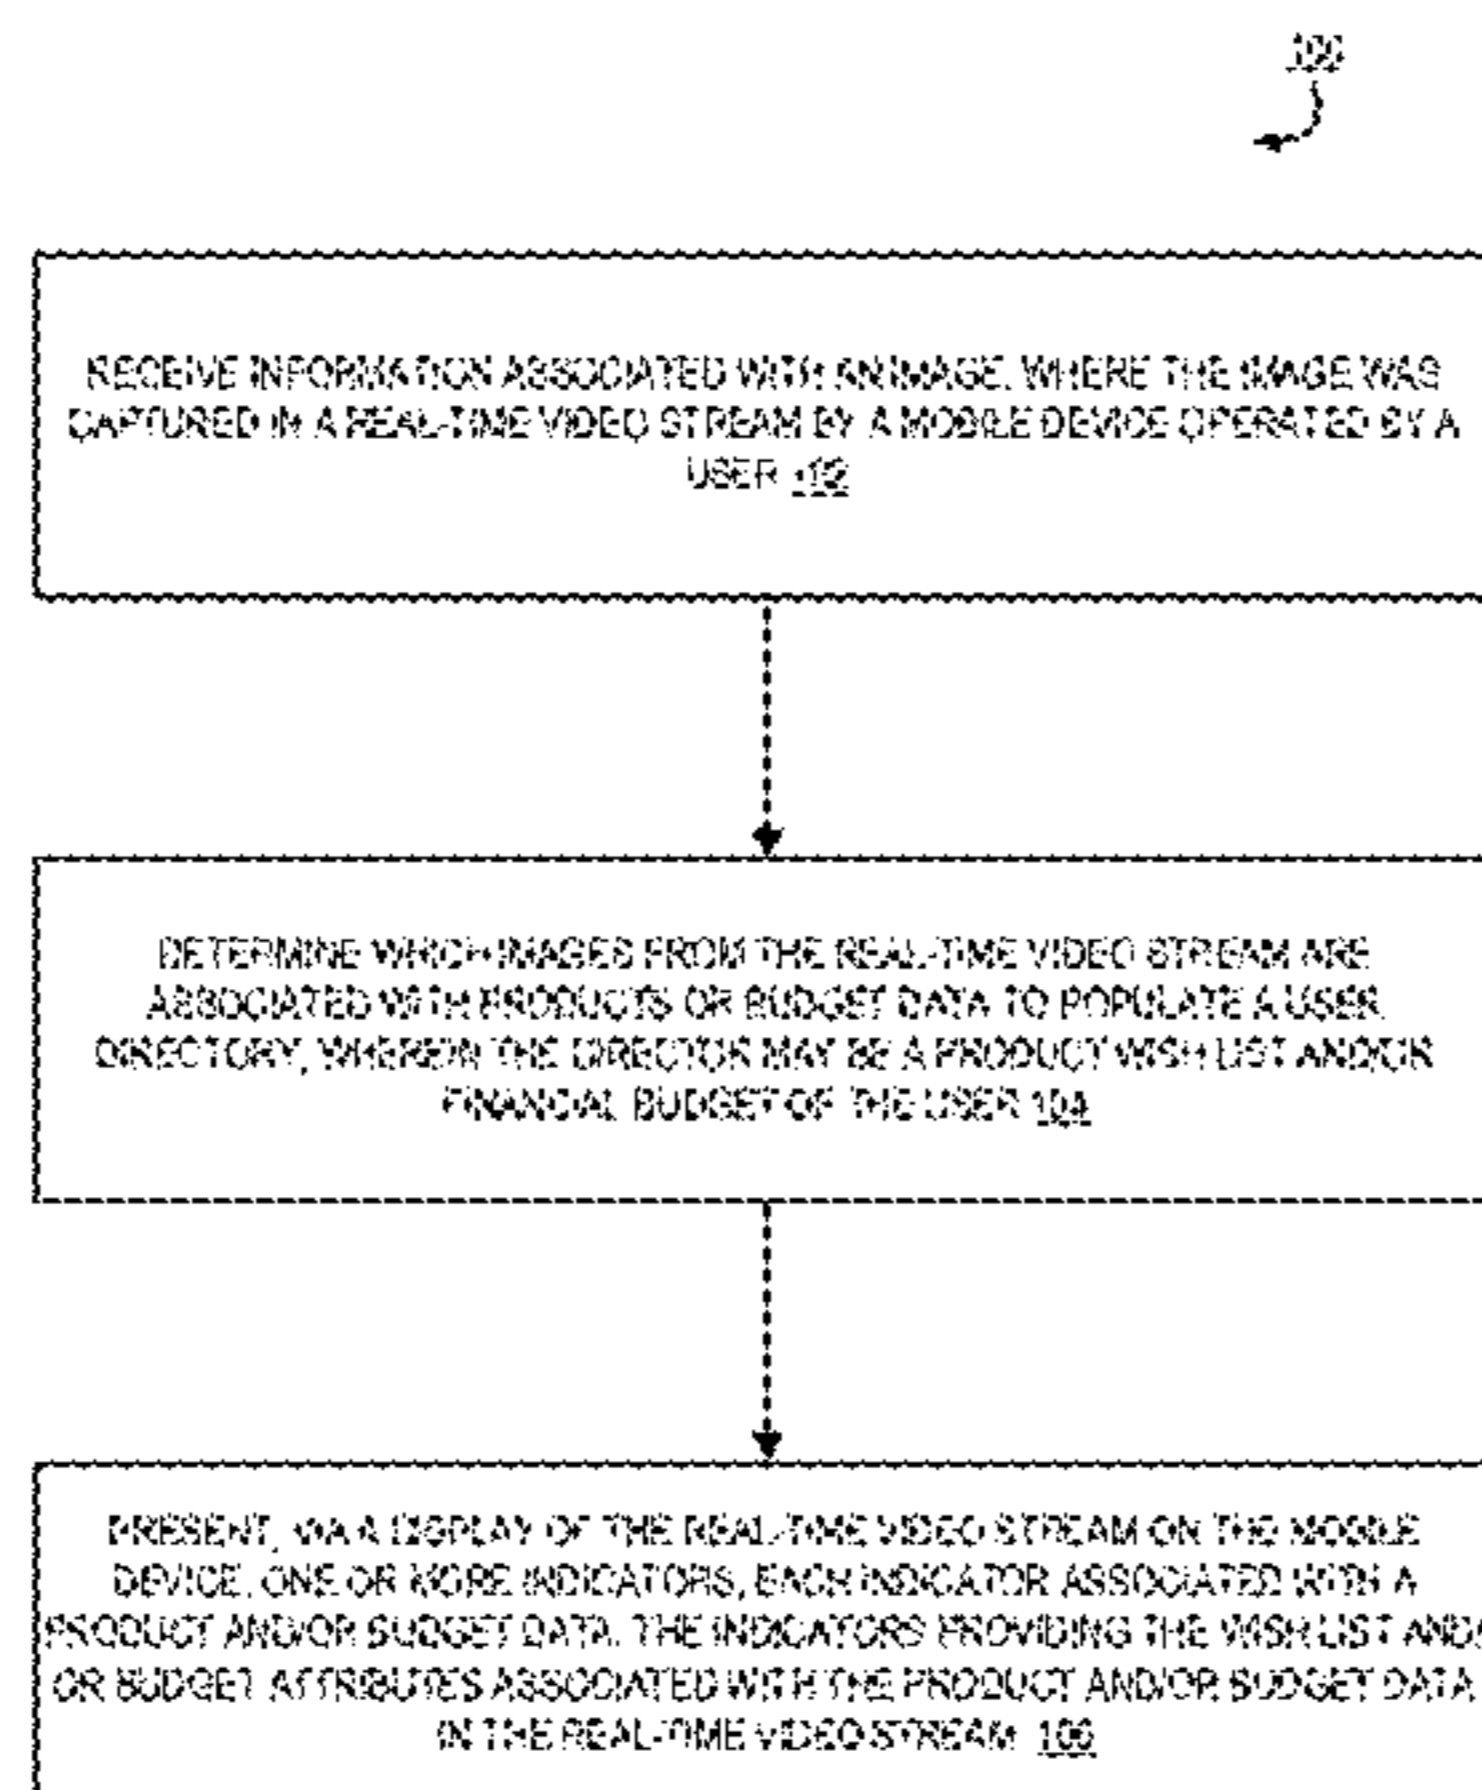 100
RECEIVE INFORMATION ASSOCIATED WITH AN IMAGE, WHERE THE IMAGE WAS
CAPTURED IN A REAL-TIME VIDEO STREAM BY A MOBILE DEVICE OPERATED BY A
USER 102
DETERMINE WHICH IMAGES FROM THE REAL-TIME VIDEO STREAM ARE
ASSOCIATED WITH PRODUCTS OR BUDGET DATA TO POPULATE A USER
DIRECTORY, WHEREIN THE DIRECTOR MAY BE A PRODUCT WISH LIST AND/OR
FINANCIAL BUDGET OF THE USER 104
PRESENT, VIA A DISPLAY OF THE REAL-TIME VIDEO STREAM ON THE MOBILE
DEVICE, ONE OR MORE INDICATORS, EACH INDICATOR ASSOCIATED WITH A
PRODUCT AND/OR BUDGET DATA, THE INDICATORS PROVIDING THE WISH LIST AND/
OR BUDGET ATTRIBUTES ASSOCIATED WITH THE PRODUCT AND/OR BUDGET DATA
IN THE REAL-TIME VIDEO STREAM 106